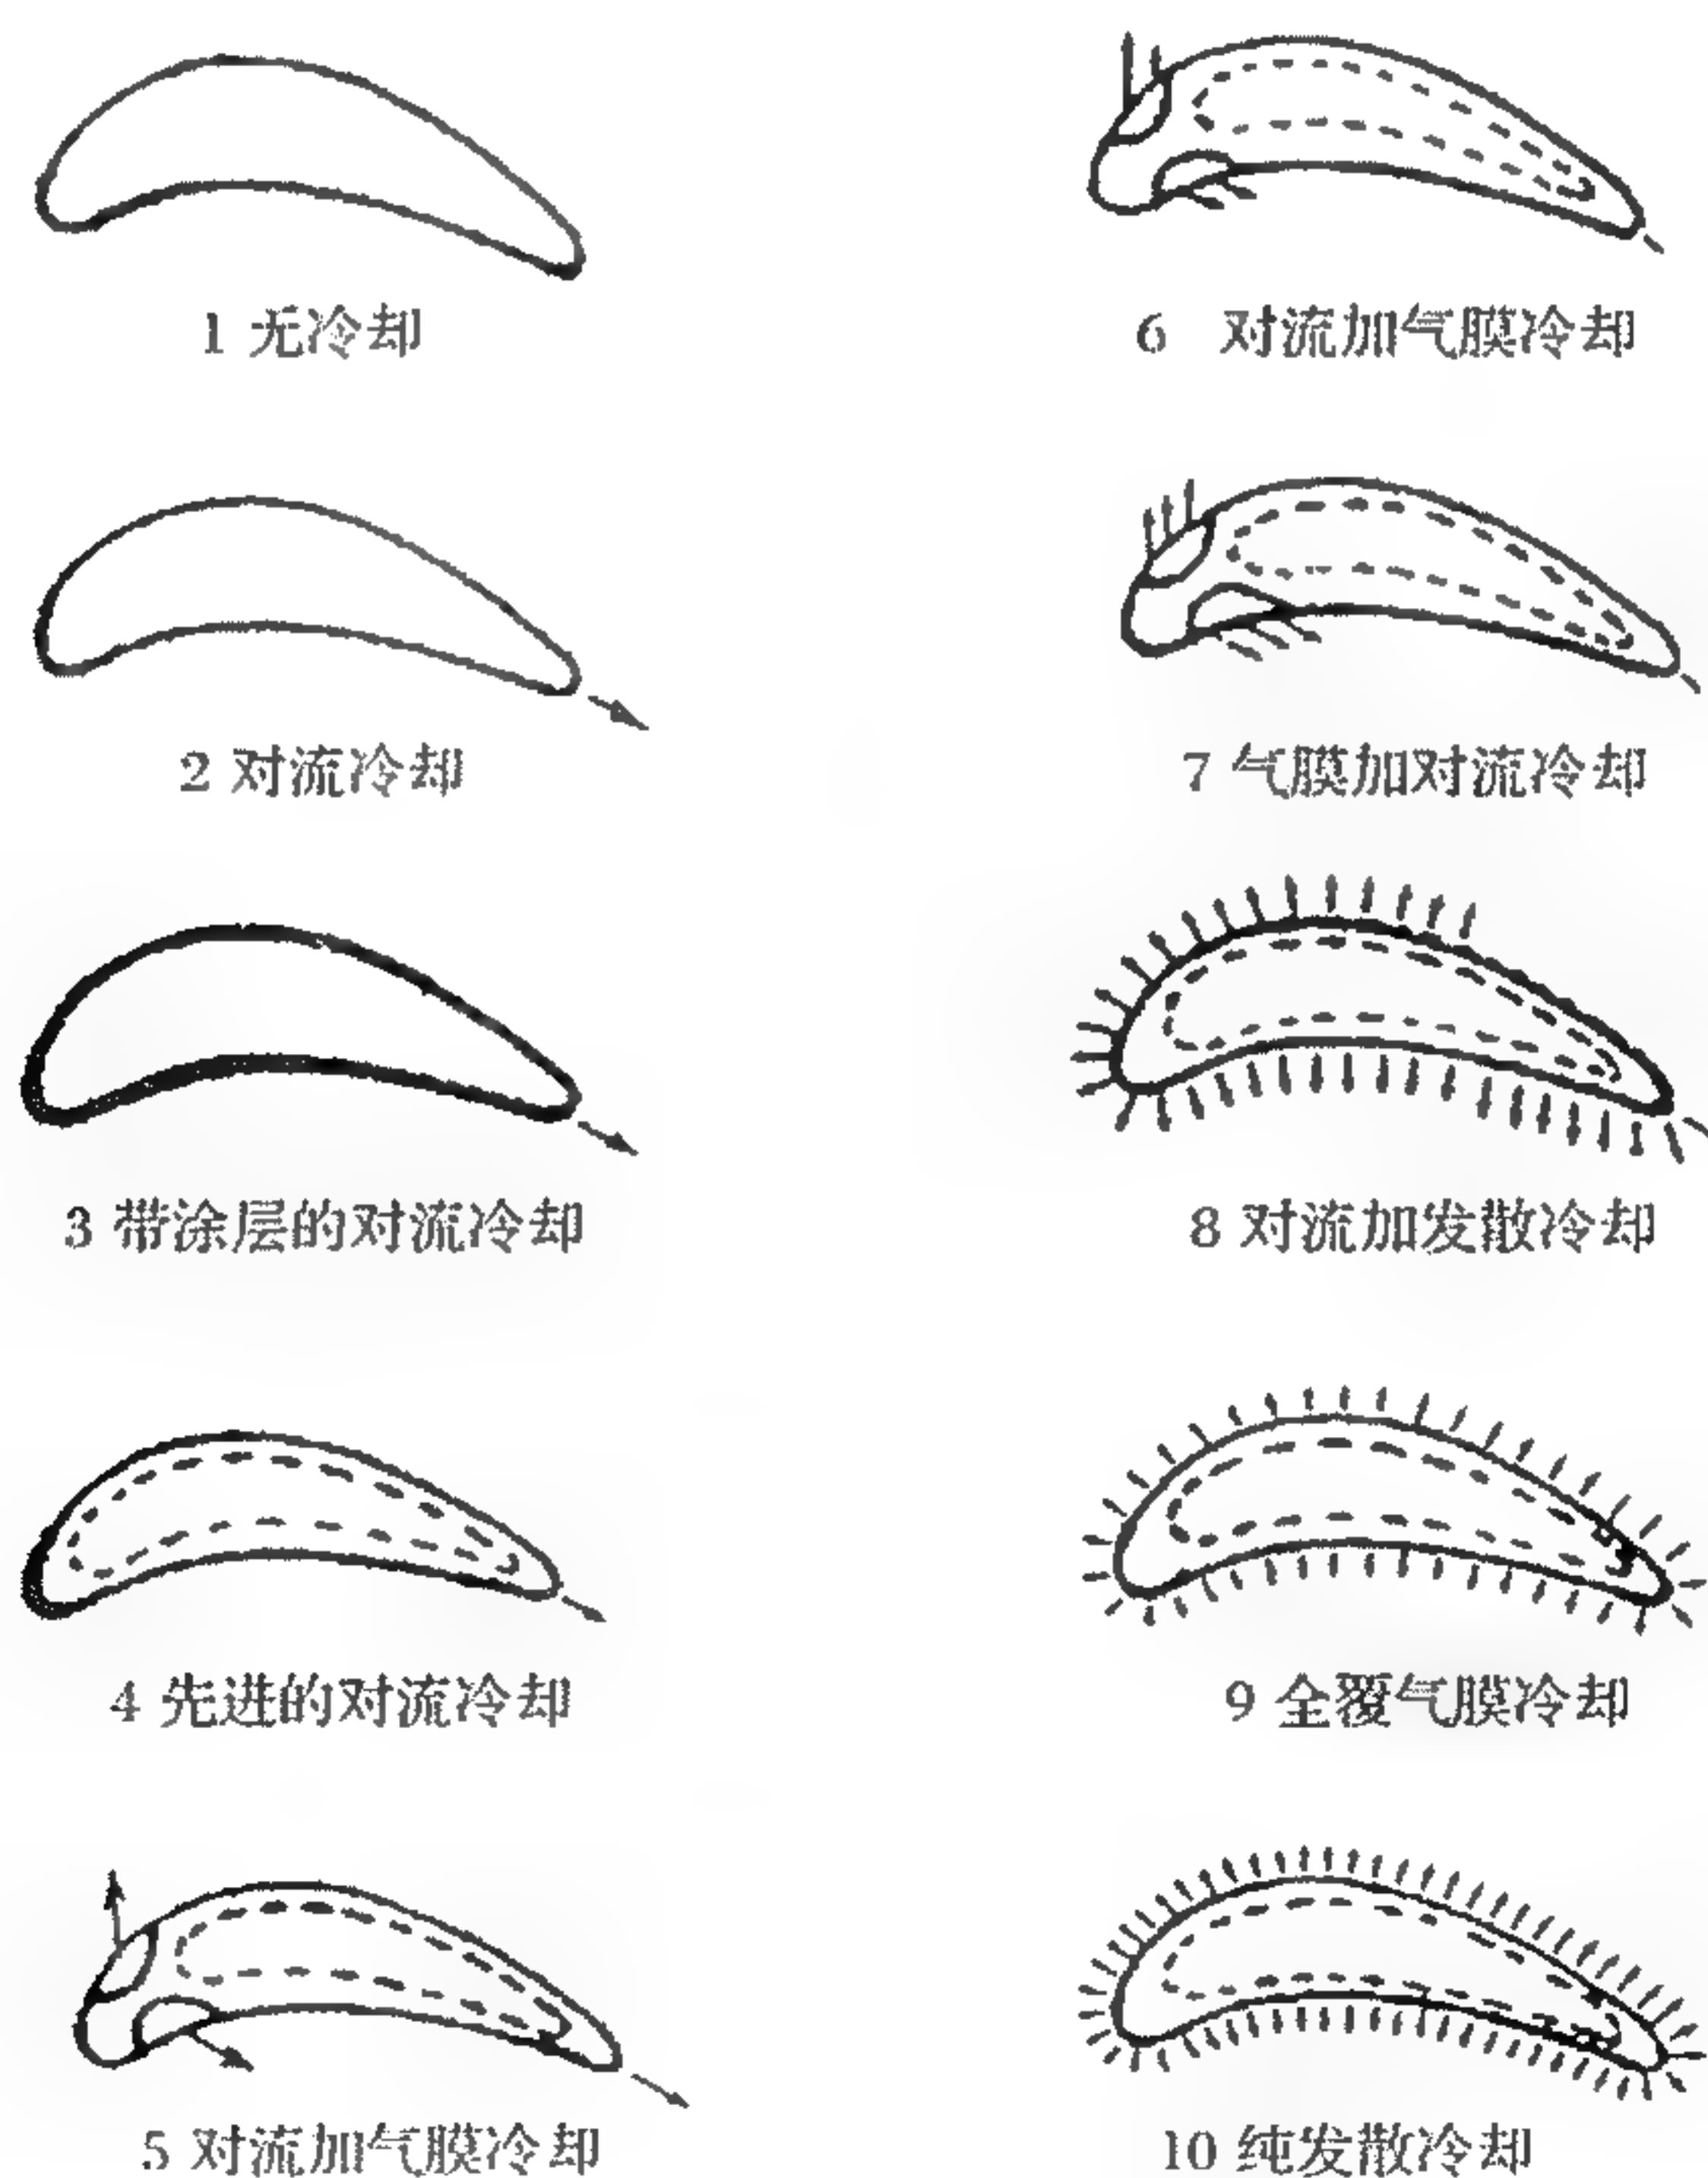 1 无冷却
2 对流冷却
3 带涂层的对流冷却
4 先进的对流冷却
5 对流加气膜冷却
6 对流加气膜冷却
7 气膜加对流冷却
8 对流加发散冷却
9 全覆气膜冷却
10 纯发散冷却